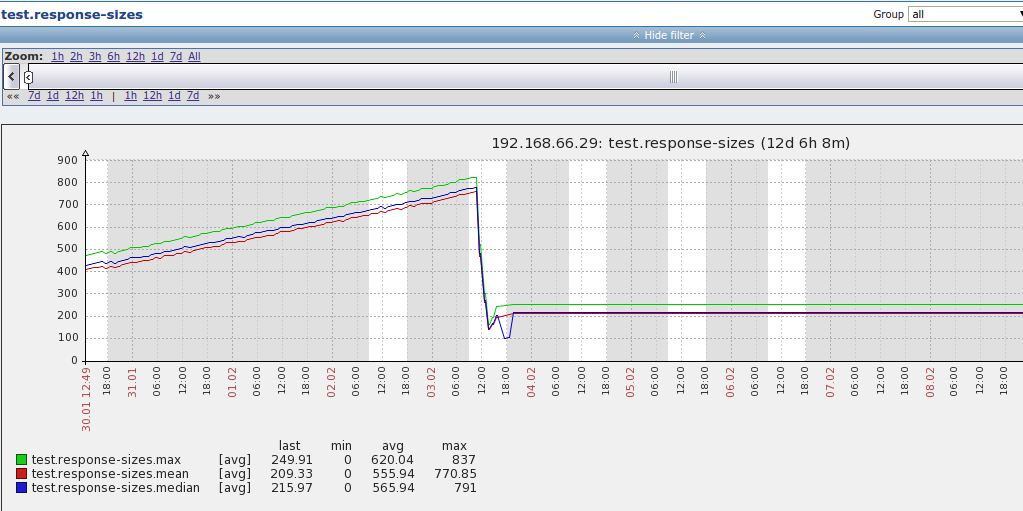 test.response-sizes Group all
Hide filter
Zoom: 1h 2h 3h 6h 12h 1d 7d All
«« 7d 1d 12h 1h | 1h 12h 1d 7d »»
192.168.66.29: test.response-sizes (12d 6h 8m)
900
800
700
600
500
400
300
200
100
0
30.01 12:49 18:00 31.01 06:00 12:00 18:00 01.02 06:00 12:00 18:00 02.02 06:00 12:00 18:00 03.02 06:00 12:00 18:00 04.02 06:00 12:00 18:00 05.02 06:00 12:00 18:00 06.02 06:00 12:00 18:00 07.02 06:00 12:00 18:00 08.02 06:00 12:00 18:00
last min avg max
test.response-sizes.max [avg] 249.91 0 620.04 837
test.response-sizes.mean [avg] 209.33 0 555.94 770.85
test.response-sizes.median [avg] 215.97 0 565.94 791